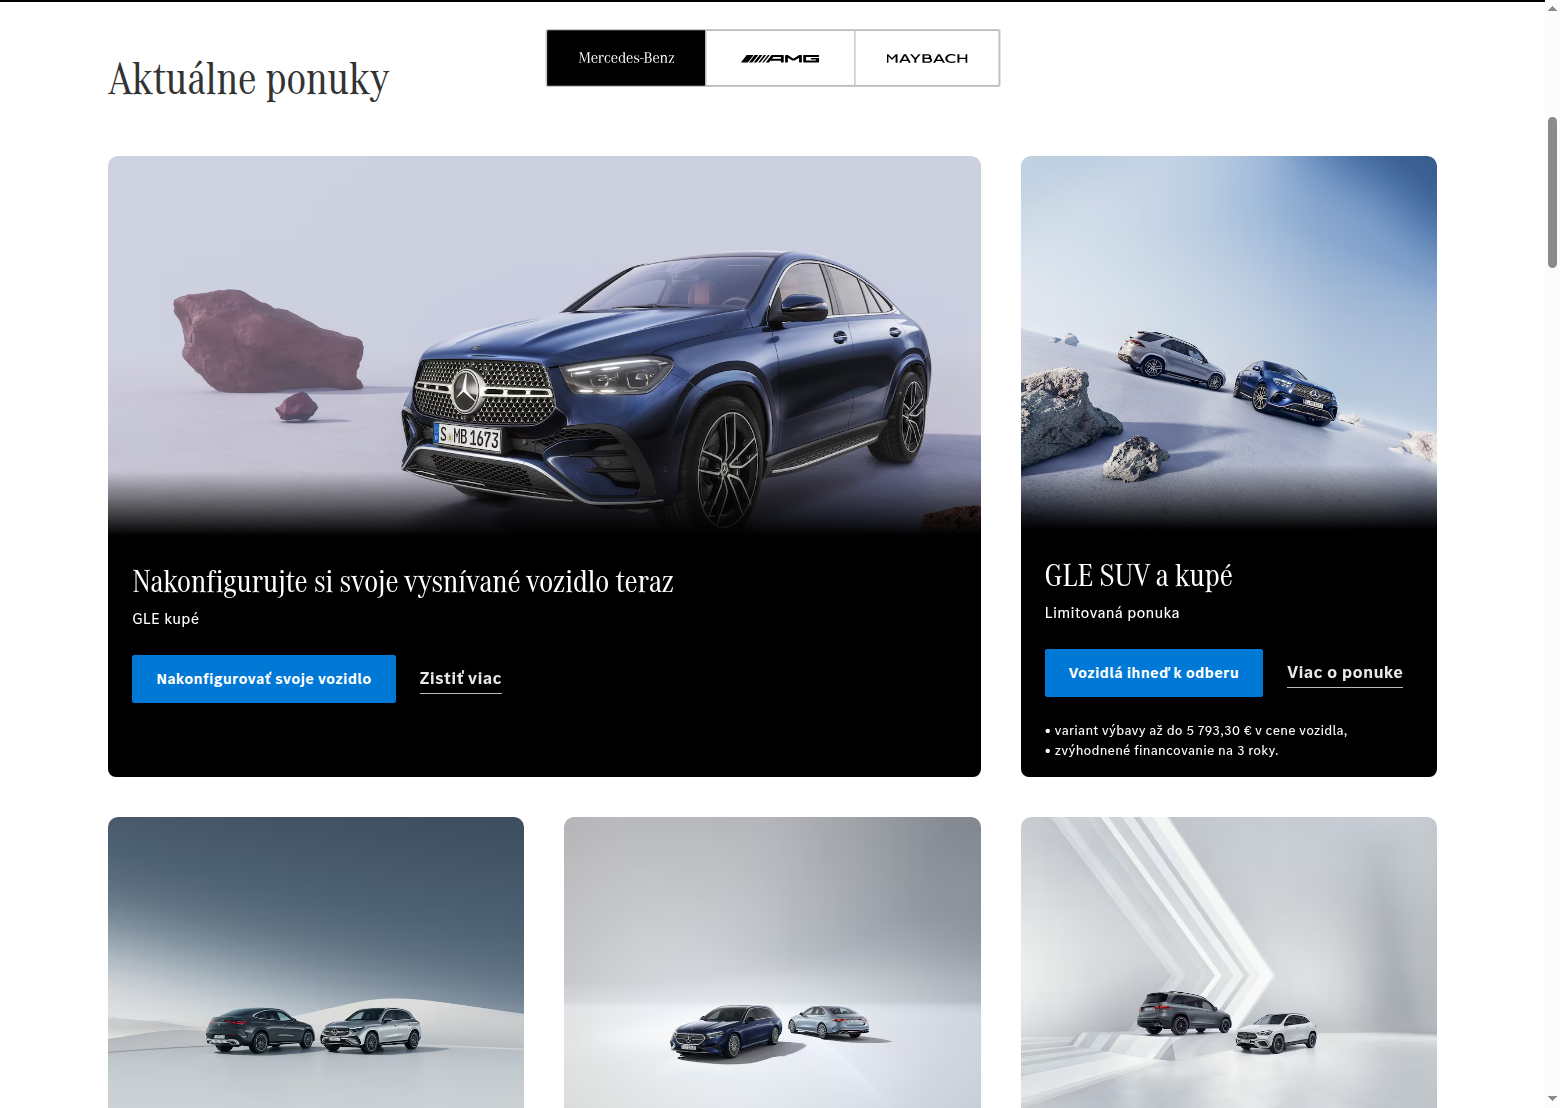 Aktuálne ponuky
Mercedes-Benz
AMG
MAYBACH
S MB 1673
Nakonfigurujte si svoje vysnívané vozidlo teraz
GLE kupé
Nakonfigurovať svoje vozidlo
Zistiť viac
GLE SUV a kupé
Limitovaná ponuka
Vozidlá ihneď k odberu
Viac o ponuke
• variant výbavy až do 5 793,30 € v cene vozidla,
• zvýhodnené financovanie na 3 roky.